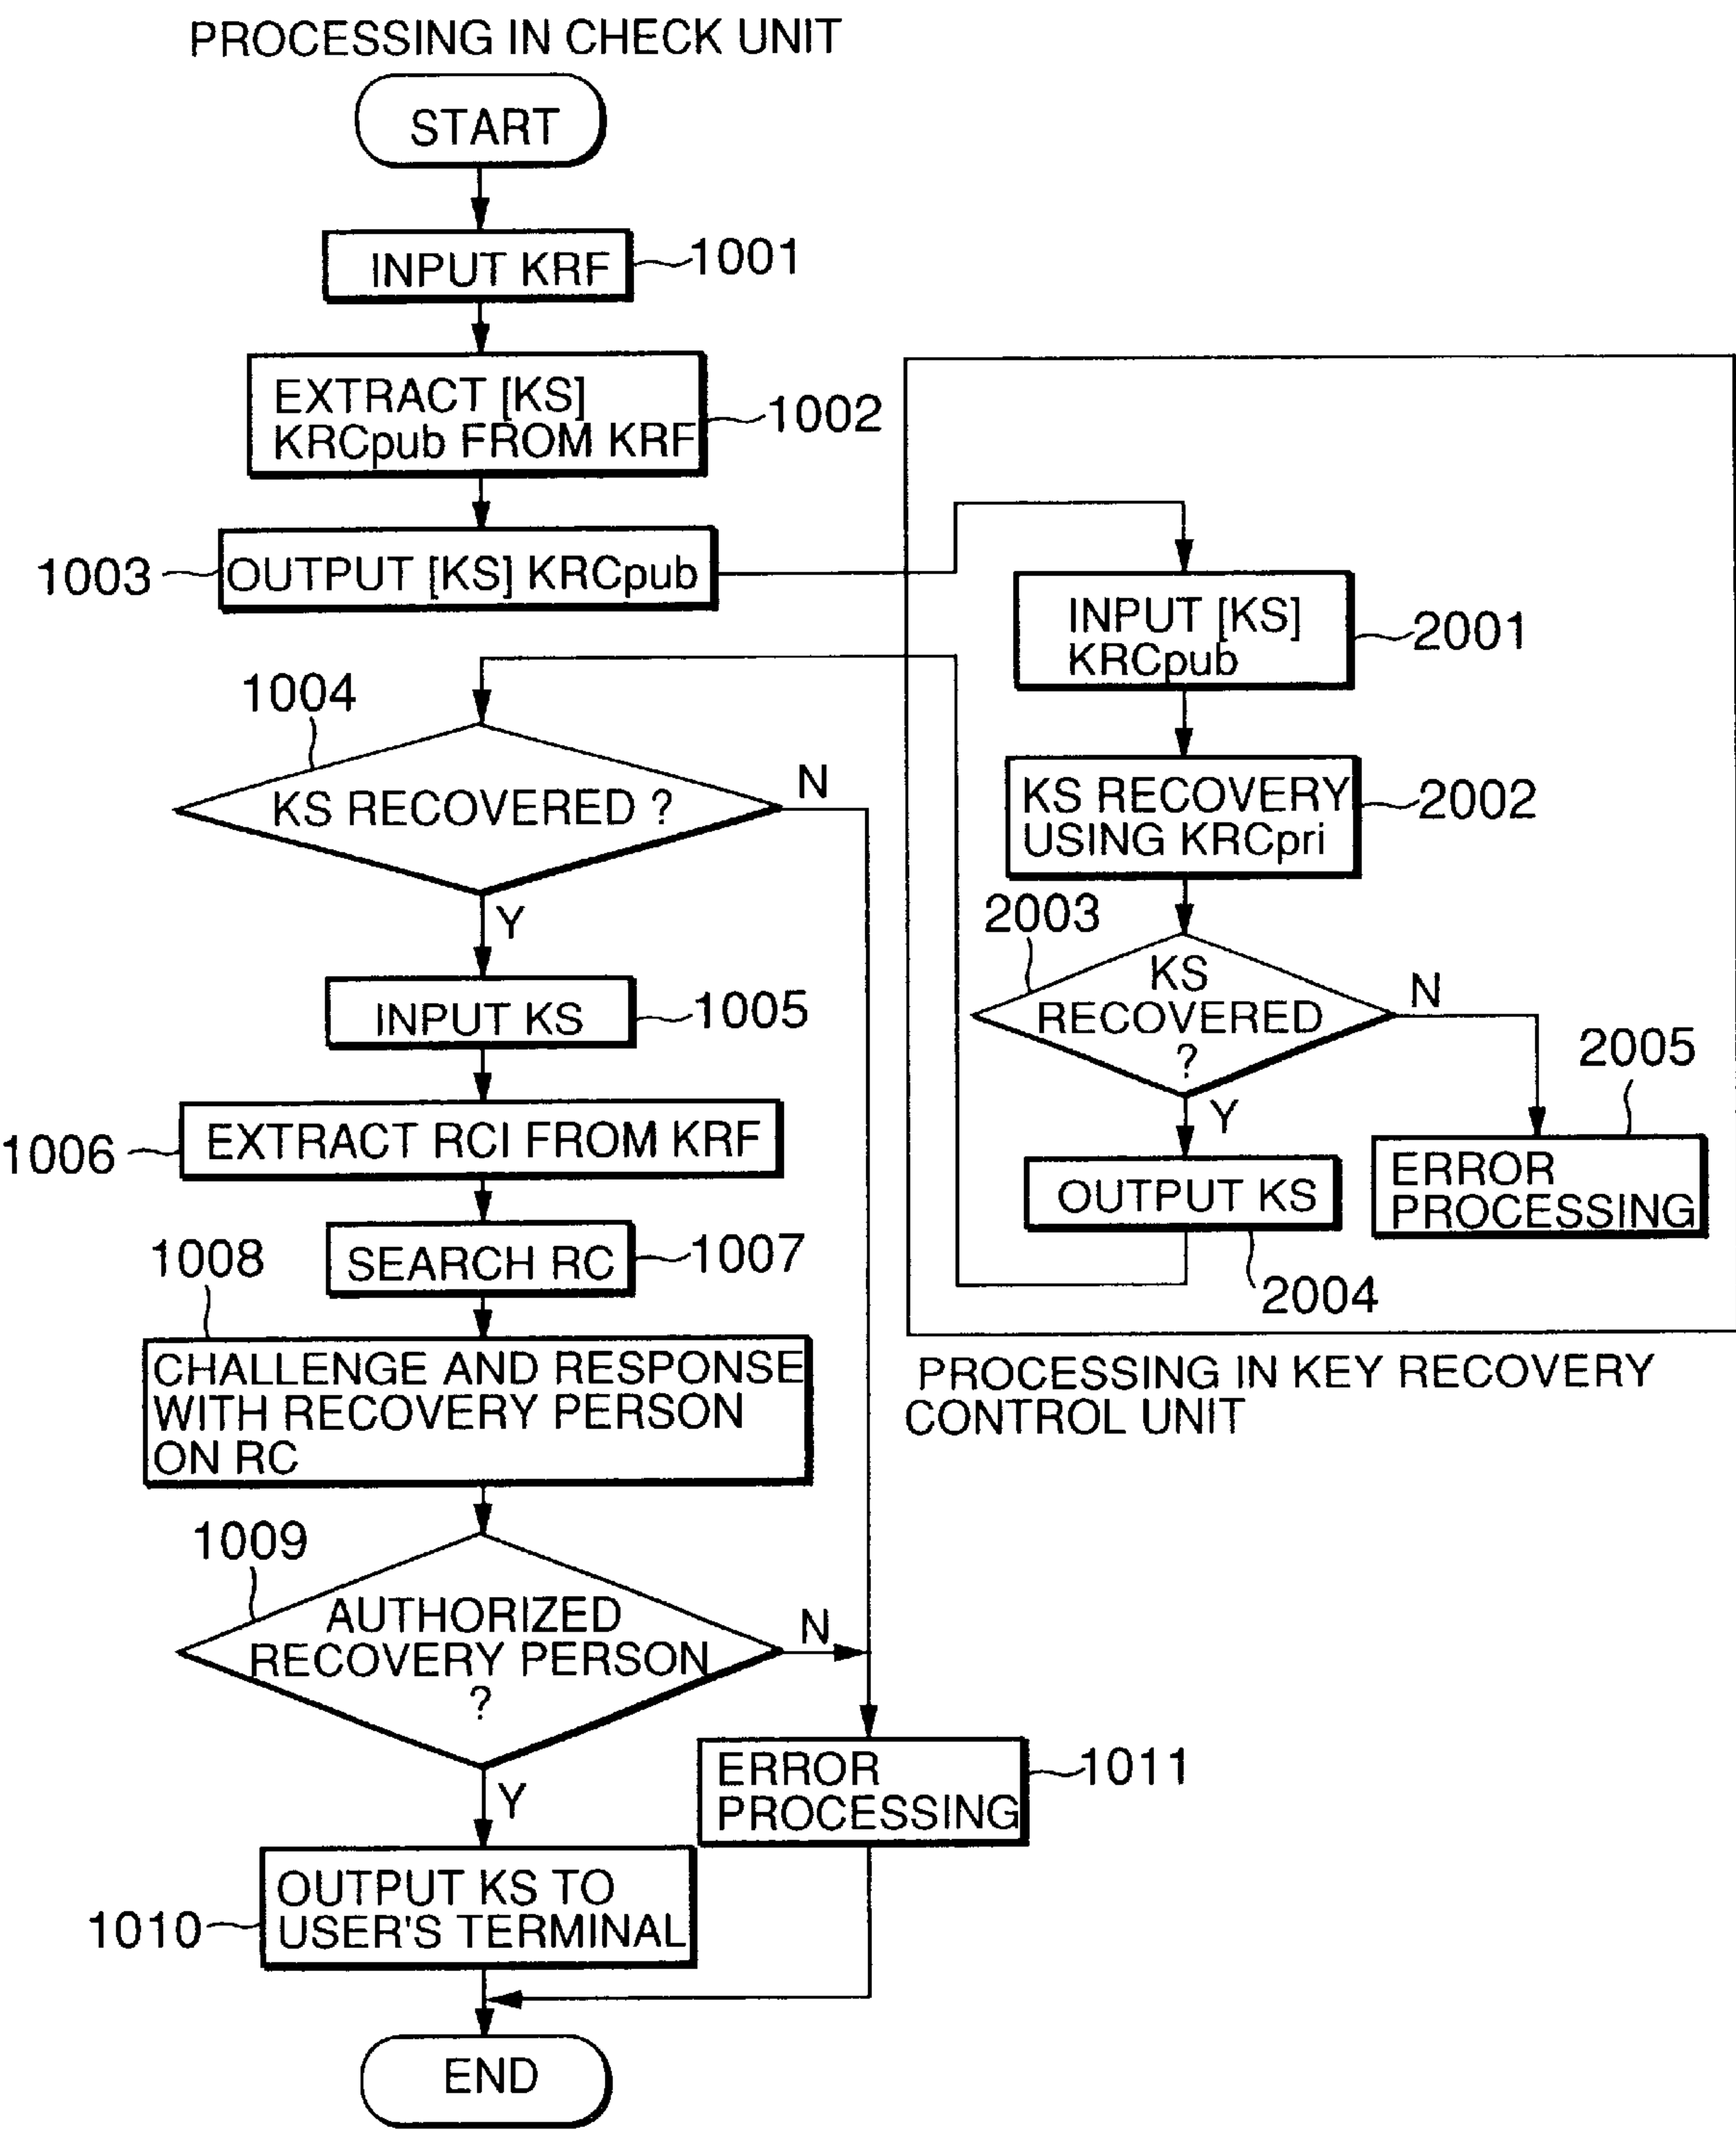 PROCESSING IN CHECK UNIT
START
INPUT KRF
1001
EXTRACT [KS]
KRCpub FROM KRF
1002
OUTPUT [KS] KRCpub
1003
INPUT [KS]
KRCpub
2001
1004
KS RECOVERED ?
N
Y
KS RECOVERY
USING KRCpri
2002
2003
KS
RECOVERED
?
N
Y
2005
ERROR
PROCESSING
OUTPUT KS
2004
PROCESSING IN KEY RECOVERY
CONTROL UNIT
INPUT KS
1005
1006
EXTRACT RCI FROM KRF
SEARCH RC
1007
1008
CHALLENGE AND RESPONSE
WITH RECOVERY PERSON
ON RC
1009
AUTHORIZED
RECOVERY PERSON
?
N
Y
ERROR
PROCESSING
1011
OUTPUT KS TO
USER'S TERMINAL
1010
END